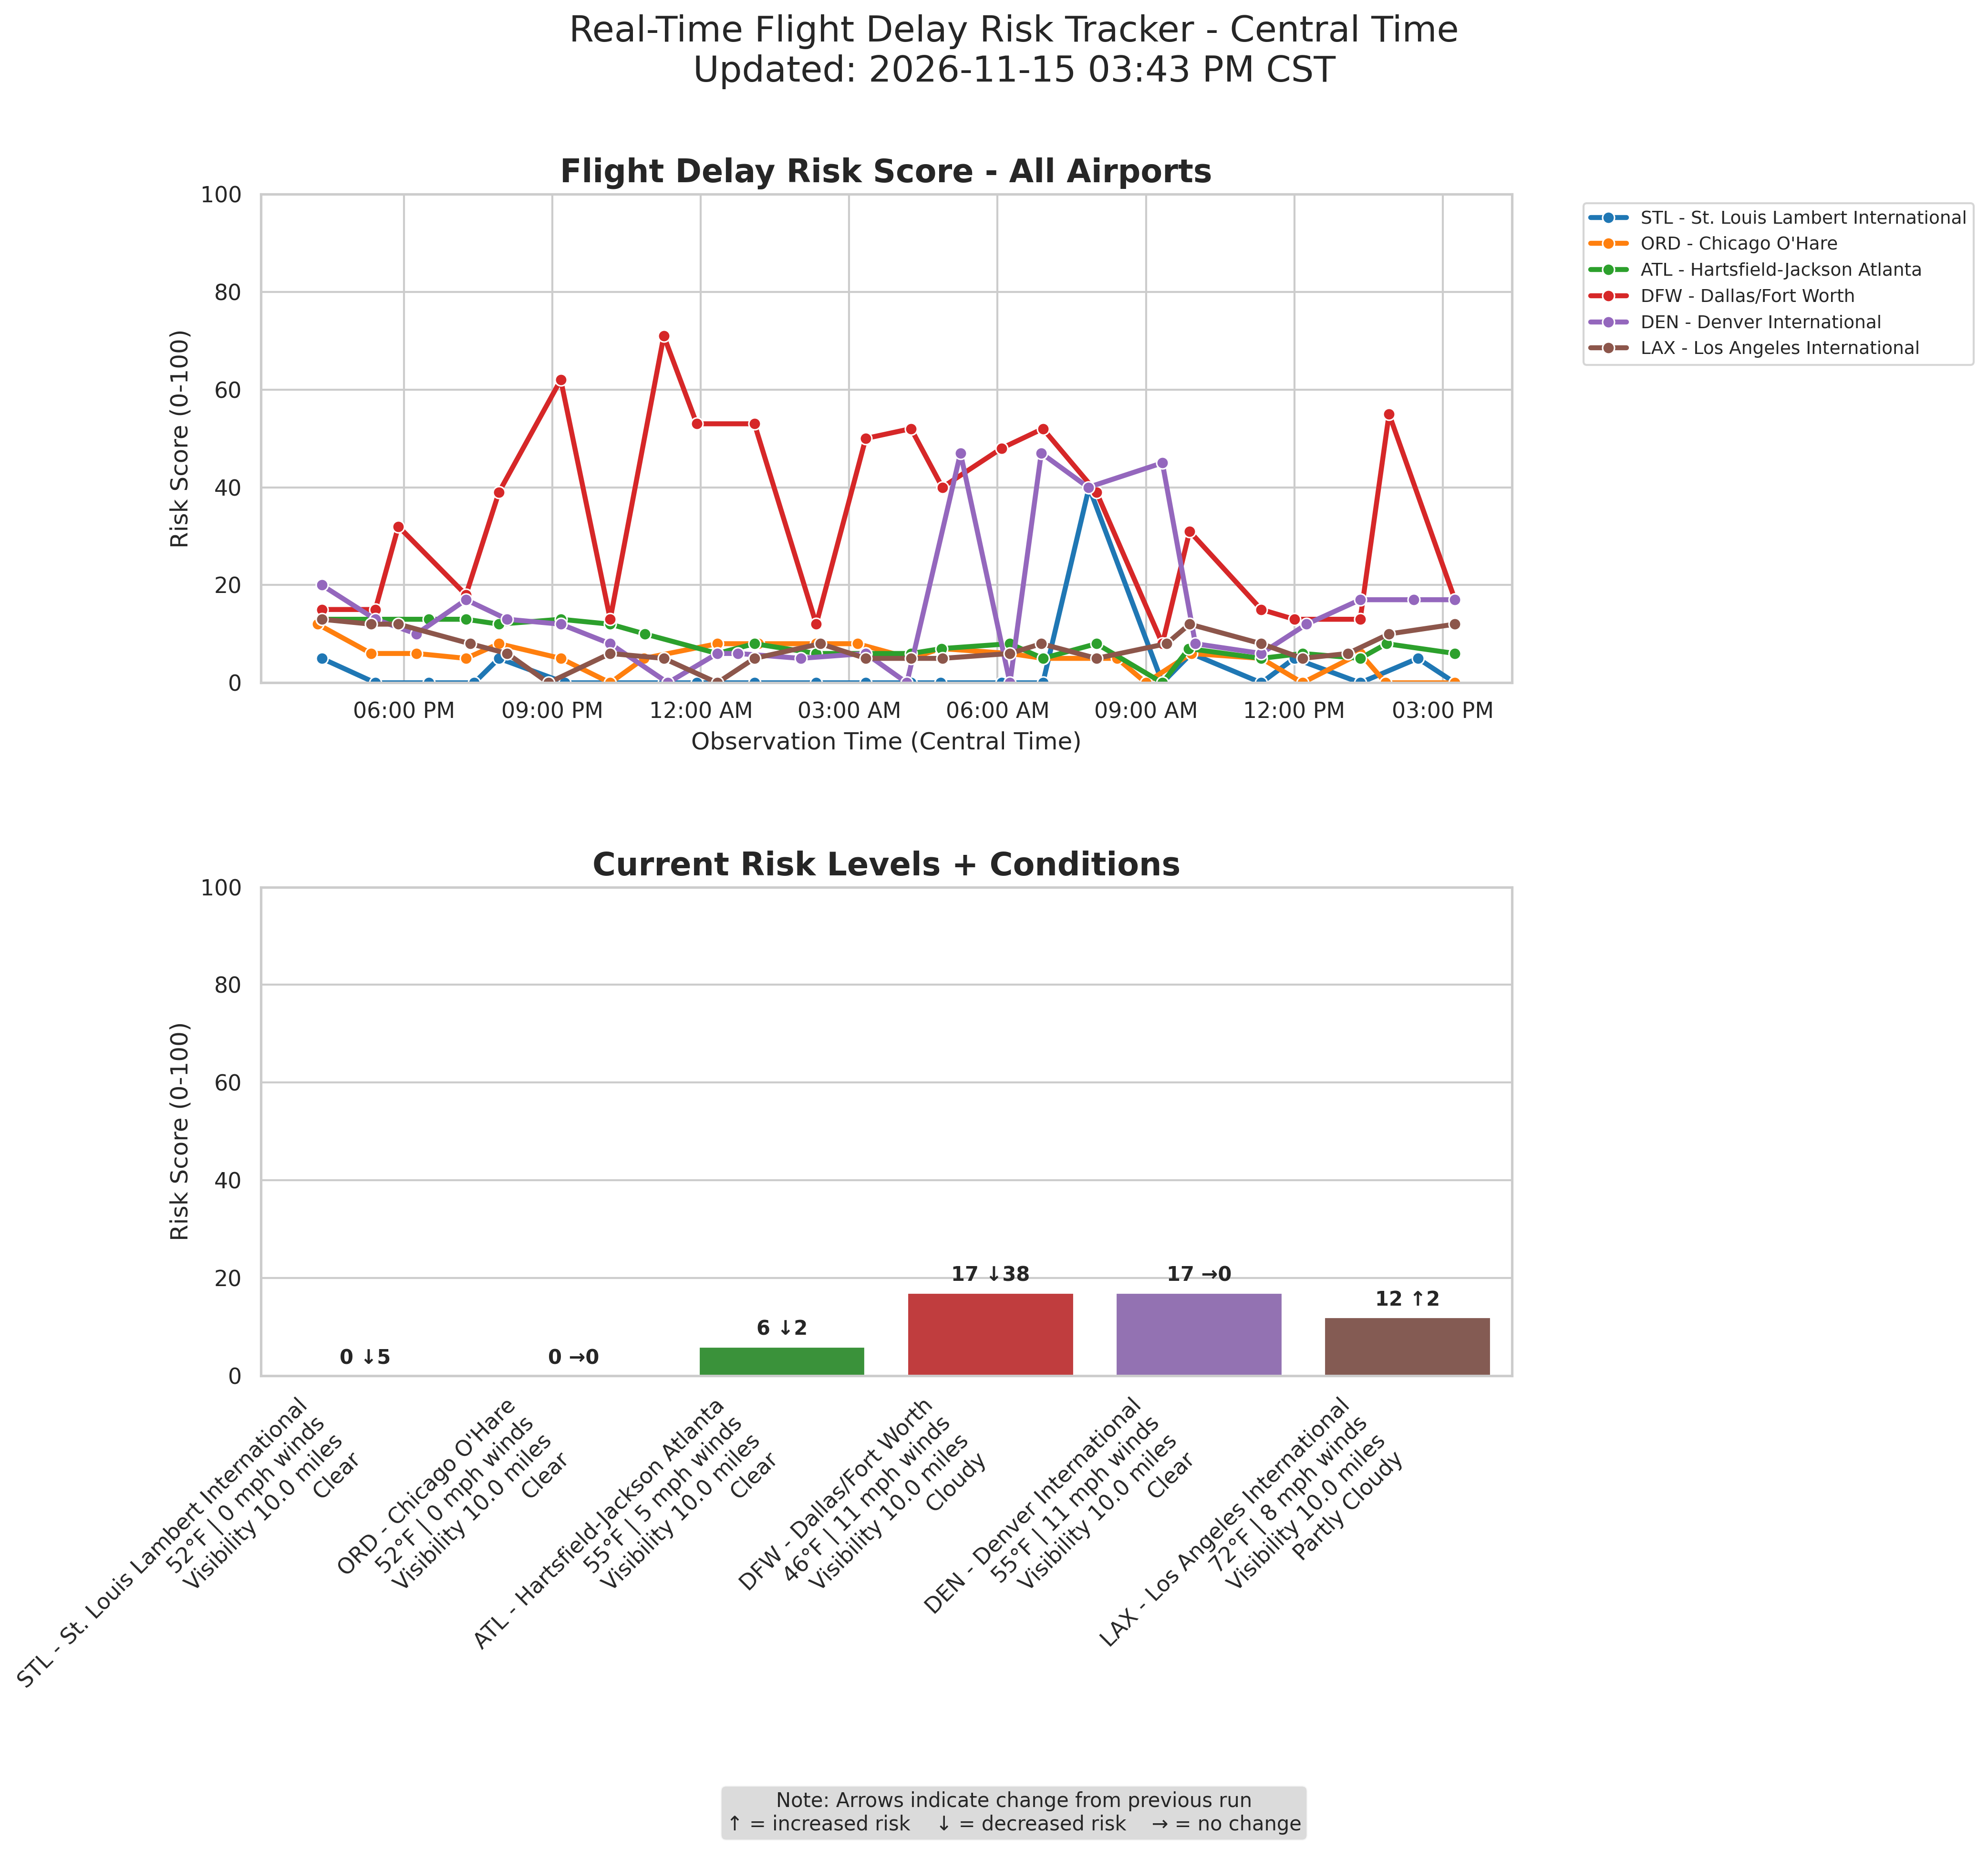 Real-Time Flight Delay Risk Tracker - Central Time
Updated: 2026-11-15 03:43 PM CST
Flight Delay Risk Score - All Airports
100
80
60
40
20
0
Risk Score (0-100)
06:00 PM
09:00 PM
12:00 AM
03:00 AM
06:00 AM
09:00 AM
12:00 PM
03:00 PM
Observation Time (Central Time)
STL - St. Louis Lambert International
ORD - Chicago O'Hare
ATL - Hartsfield-Jackson Atlanta
DFW - Dallas/Fort Worth
DEN - Denver International
LAX - Los Angeles International
Current Risk Levels + Conditions
100
80
60
40
20
0
Risk Score (0-100)
0 ↓5
0 →0
6 ↓2
17 ↓38
17 →0
12 ↑2
STL - St. Louis Lambert International
52°F | 0 mph winds
Visibility 10.0 miles
Clear
ORD - Chicago O'Hare
52°F | 0 mph winds
Visibility 10.0 miles
Clear
ATL - Hartsfield-Jackson Atlanta
55°F | 5 mph winds
Visibility 10.0 miles
Clear
DFW - Dallas/Fort Worth
46°F | 11 mph winds
Visibility 10.0 miles
Cloudy
DEN - Denver International
55°F | 11 mph winds
Visibility 10.0 miles
Clear
LAX - Los Angeles International
72°F | 8 mph winds
Visibility 10.0 miles
Partly Cloudy
Note: Arrows indicate change from previous run
↑ = increased risk ↓ = decreased risk → = no change